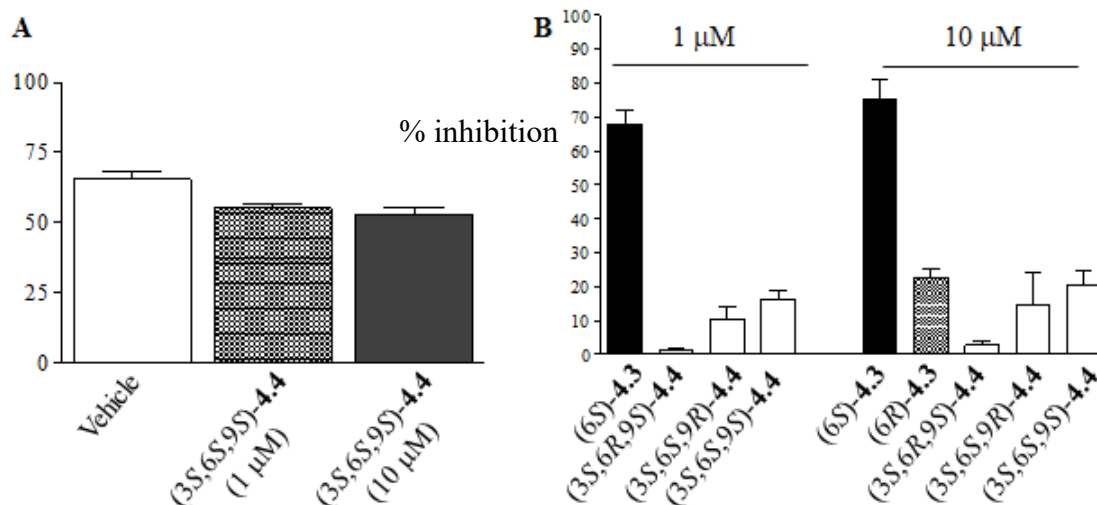 A
100
75
50
25
0
Vehicle
(3S,6S,9S)-4.4
(1 μM)
(3S,6S,9S)-4.4
(10 μM)
B
% inhibition
100
90
80
70
60
50
40
30
20
10
0
1 μM
10 μM
(6S)-4.3
(3S,6R,9S)-4.4
(3S,6S,9R)-4.4
(3S,6S,9S)-4.4
(6S)-4.3
(6R)-4.3
(3S,6R,9S)-4.4
(3S,6S,9R)-4.4
(3S,6S,9S)-4.4